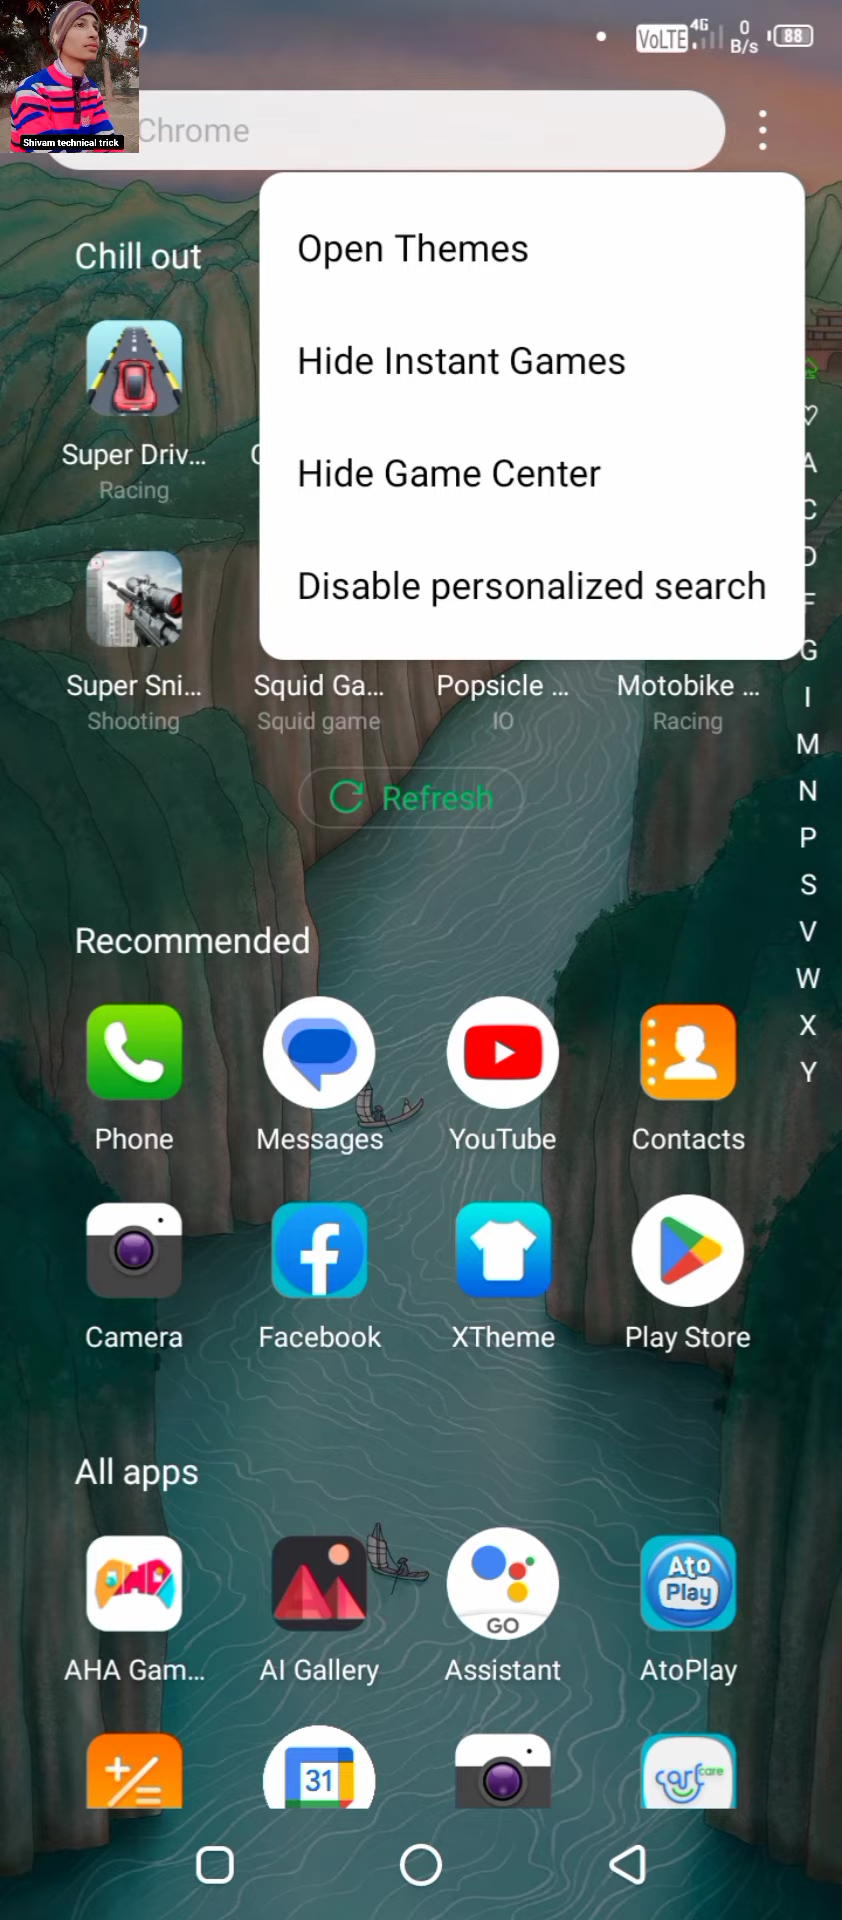 VoLTE 4G 0 B/s 88
Chrome
Shivam technical trick
Open Themes
Hide Instant Games
Hide Game Center
Disable personalized search
Chill out
Super Driv...
Racing
Super Sni...
Shooting
Squid Ga...
Squid game
Popsicle ...
IO
Motobike ...
Racing
Refresh
A
C
D
F
G
I
M
N
P
S
V
W
X
Y
Recommended
Phone
Messages
YouTube
Contacts
Camera
Facebook
XTheme
Play Store
All apps
AHA
AI
GO
Ato
Play
AHA Gam...
AI Gallery
Assistant
AtoPlay
31
carlcare